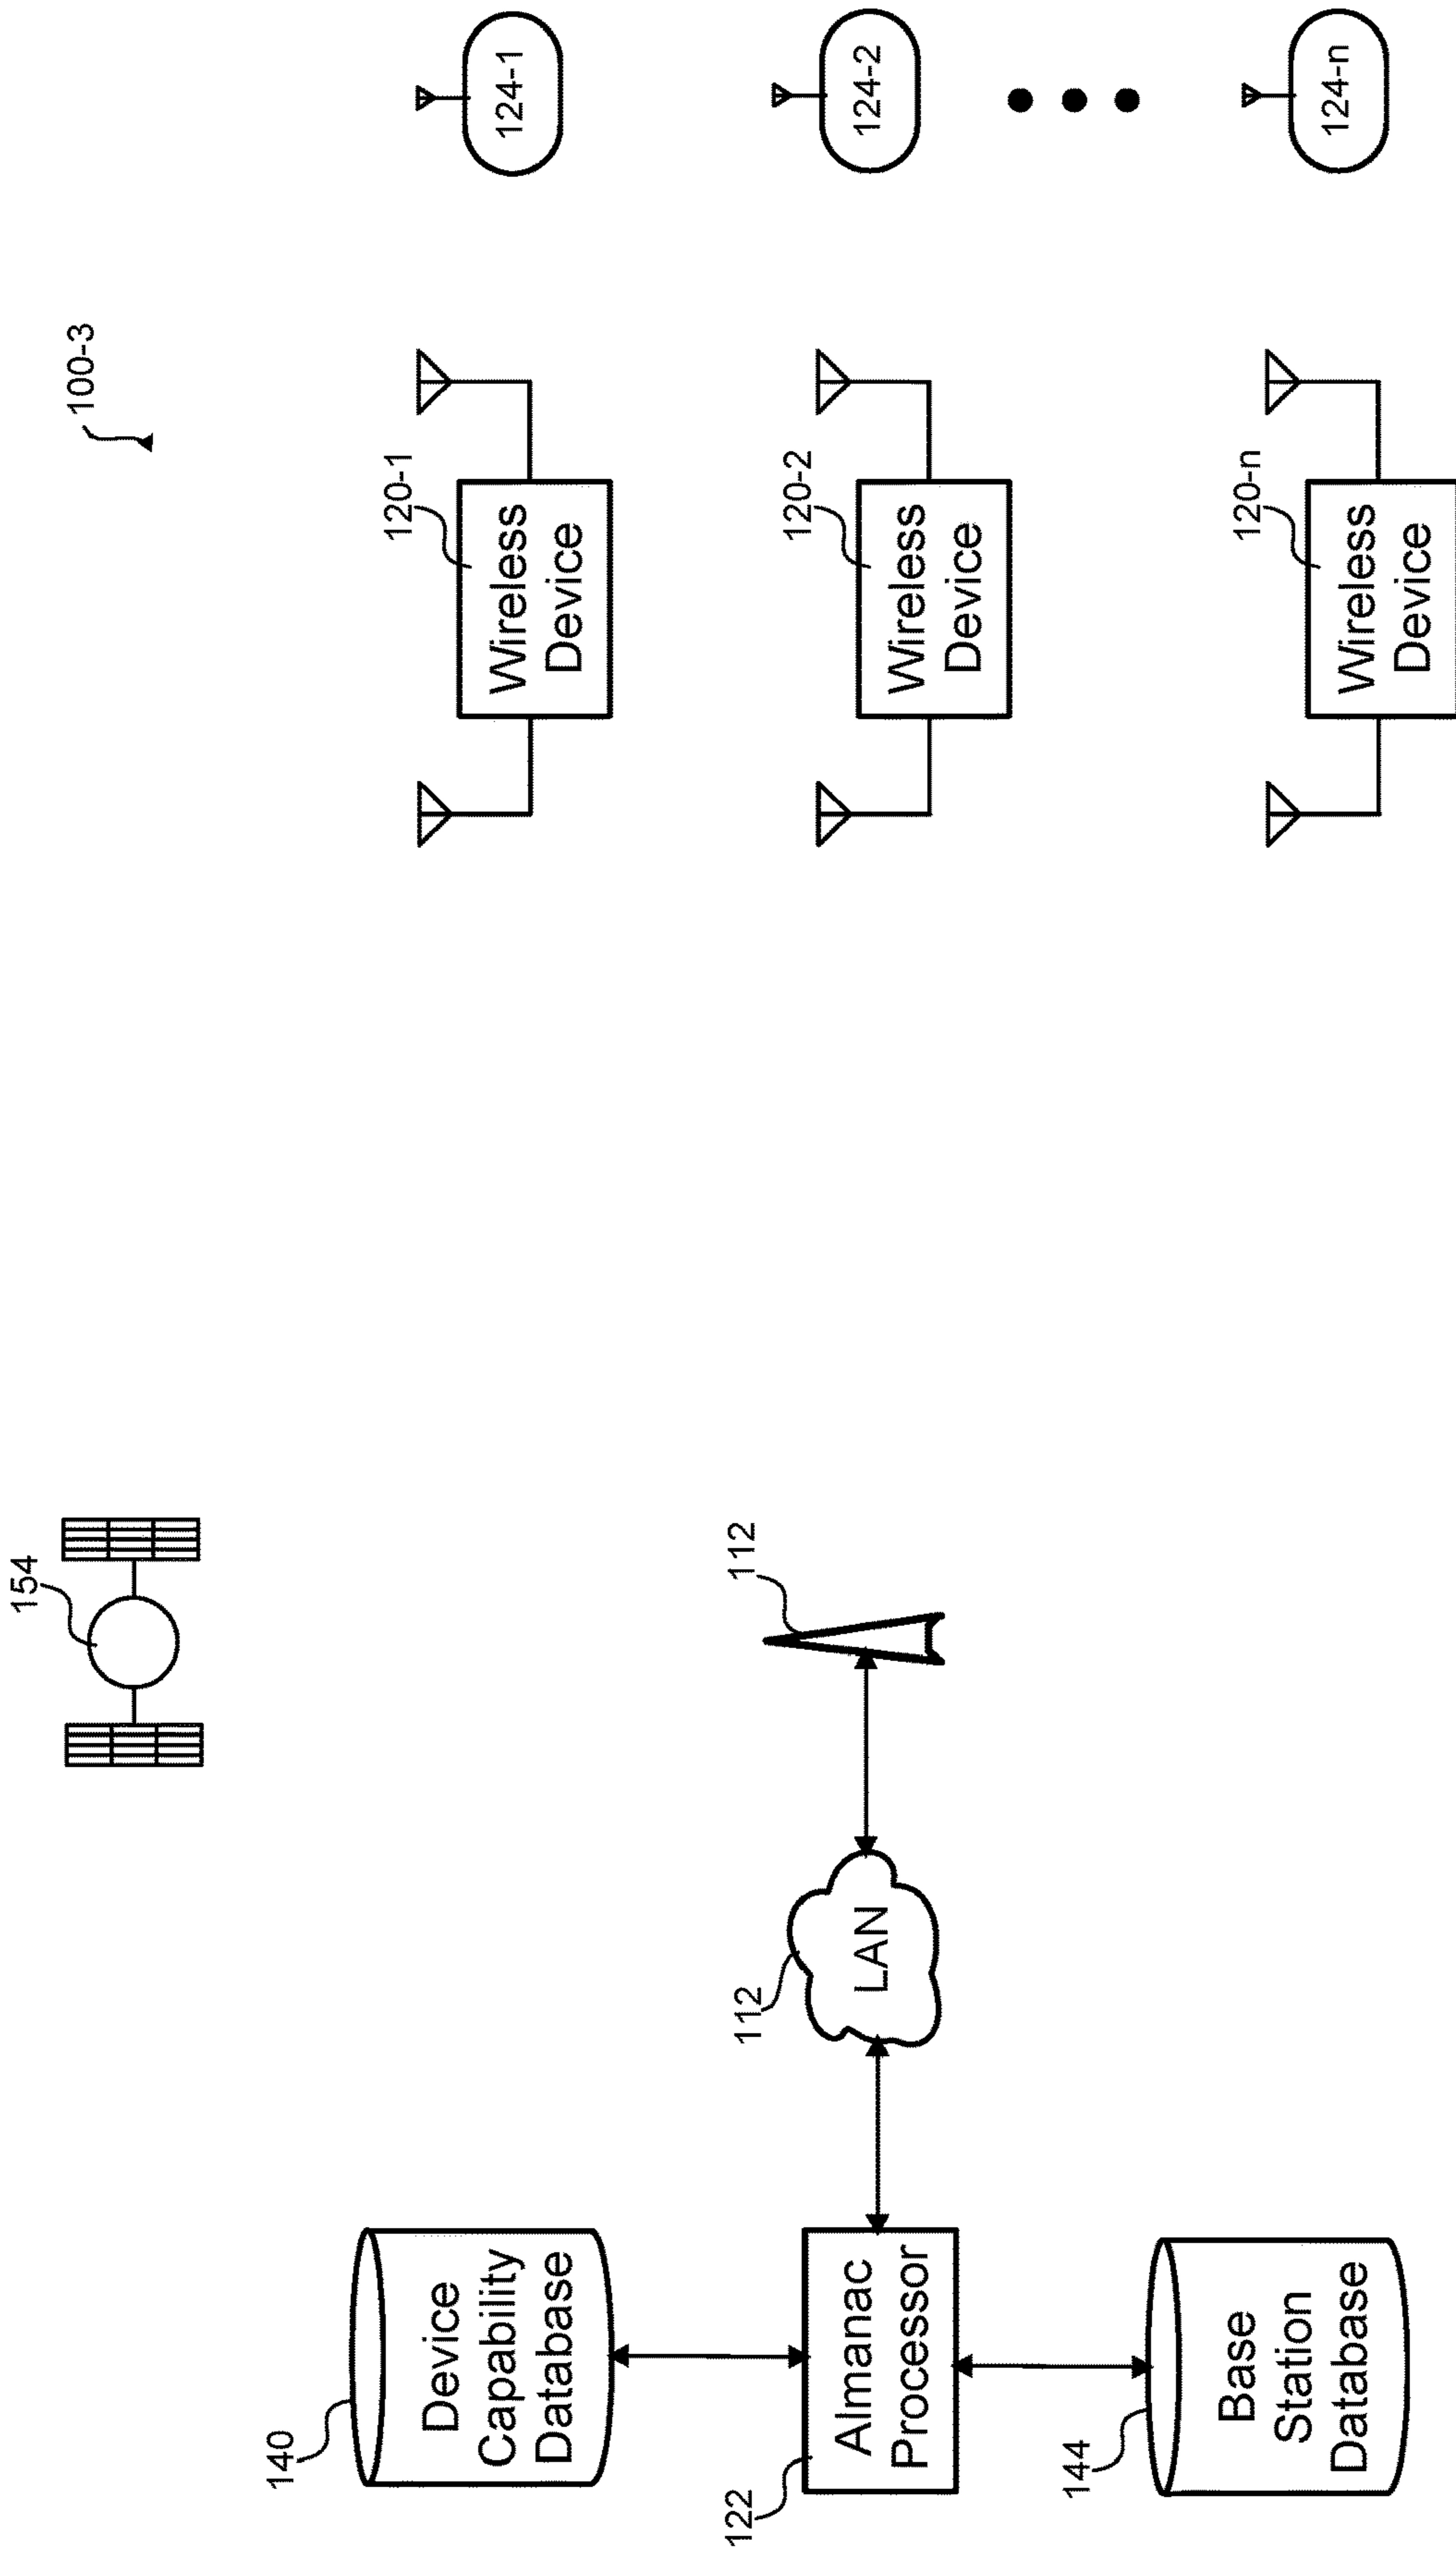 100-3
154
140
Device
Capability
Database
120-1
Wireless
Device
124-1
122
Almanac
Processor
112
LAN
112
120-2
Wireless
Device
124-2
144
Base
Station
Database
120-n
Wireless
Device
124-n